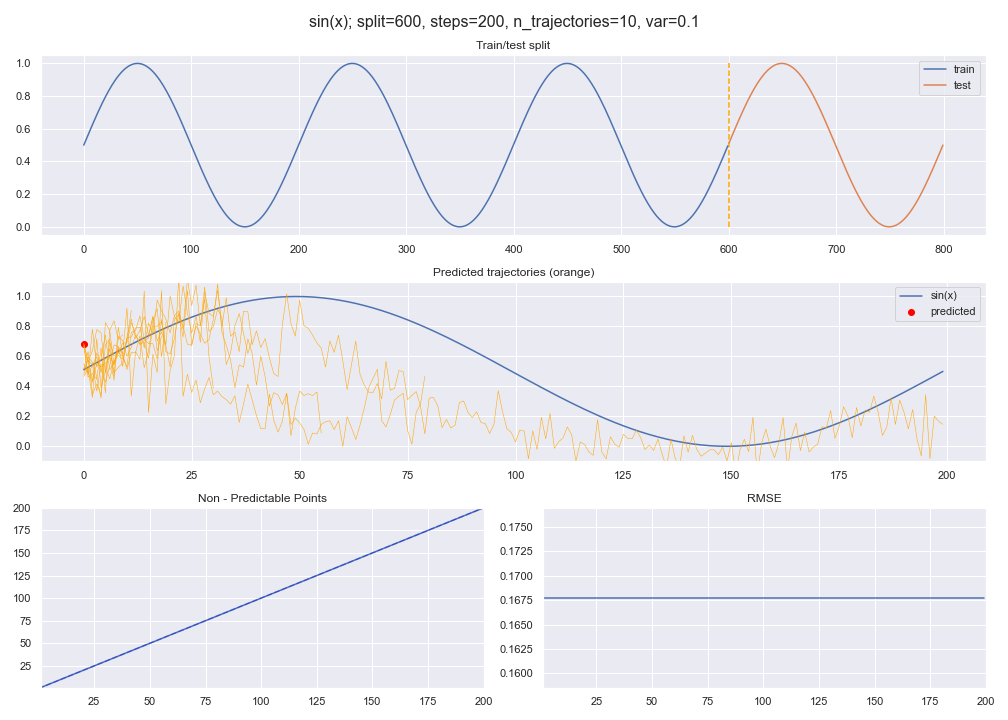 sin(x); split=600, steps=200, n_trajectories=10, var=0.1
Train/test split
1.0
0.8
0.6
0.4
0.2
0.0
train
test
0 100 200 300 400 500 600 700 800
Predicted trajectories (orange)
1.0
0.8
0.6
0.4
0.2
0.0
sin(x)
predicted
0 25 50 75 100 125 150 175 200
Non - Predictable Points
200
175
150
125
100
75
50
25
25 50 75 100 125 150 175 200
RMSE
0.1750
0.1725
0.1700
0.1675
0.1650
0.1625
0.1600
25 50 75 100 125 150 175 200